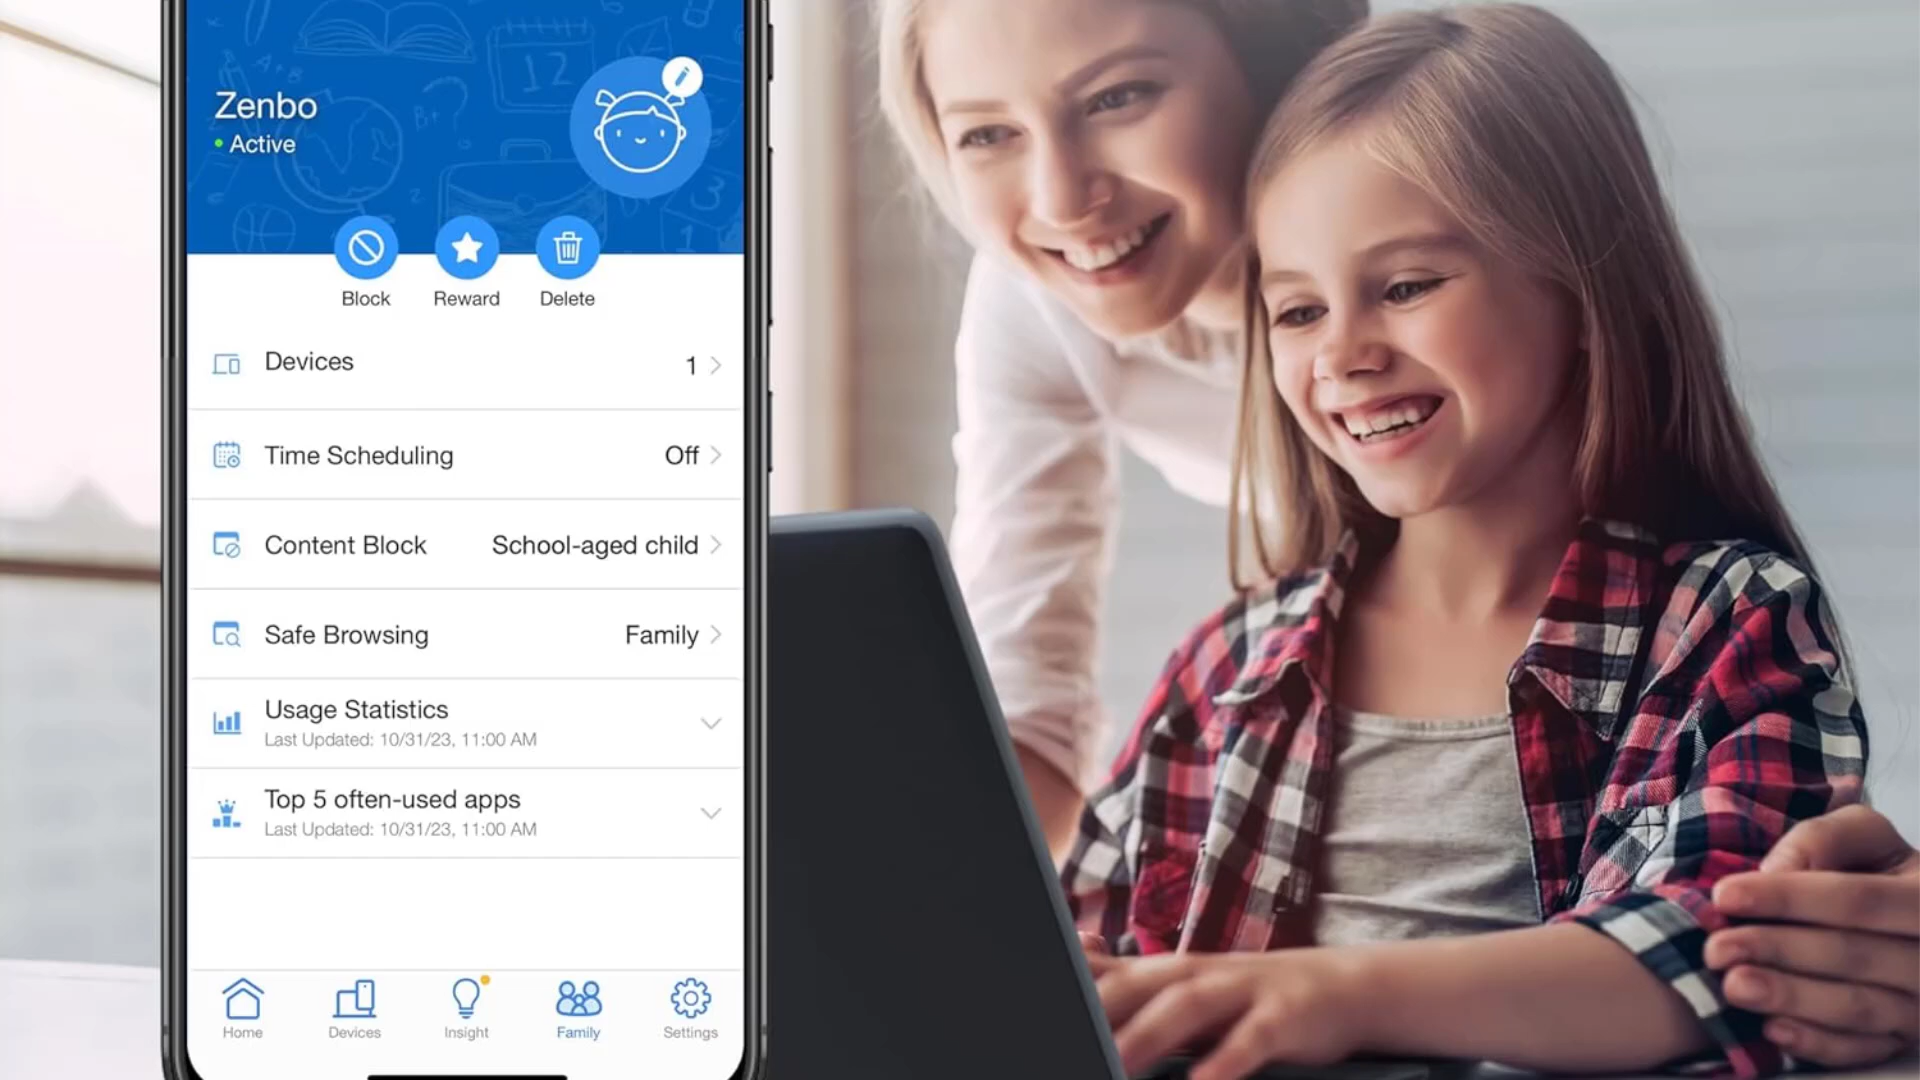 Zenbo
Active
Block
Reward
Delete
Devices 1
Time Scheduling Off
Content Block School-aged child
Safe Browsing Family
Usage Statistics
Last Updated: 10/31/23, 11:00 AM
Top 5 often-used apps
Last Updated: 10/31/23, 11:00 AM
Home
Devices
Insight
Family
Settings